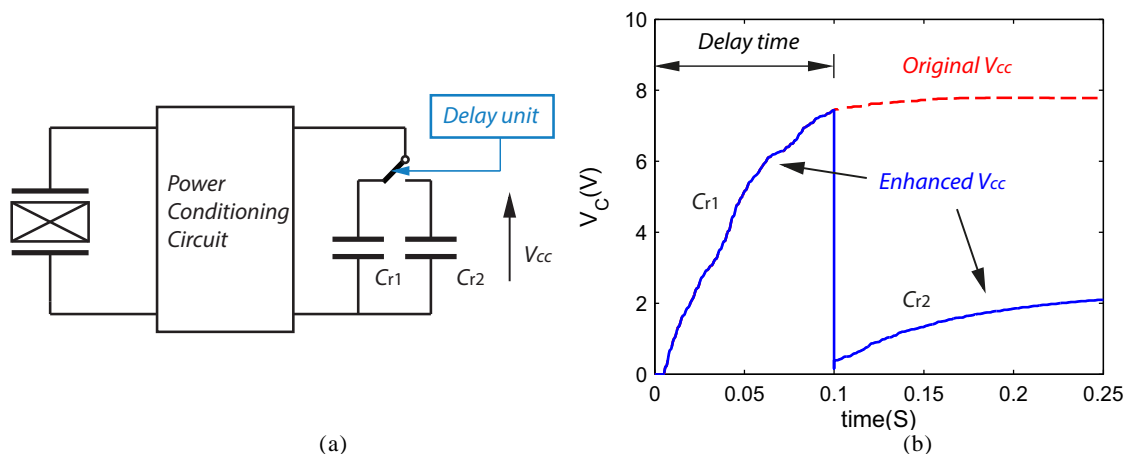 Delay unit
Power
Conditioning
Circuit
Cr1
Cr2
Vcc
(a)
10
8
6
4
2
0
VC(V)
Delay time
Original Vcc
Enhanced Vcc
Cr1
Cr2
0
0.05
0.1
0.15
0.2
0.25
time(S)
(b)